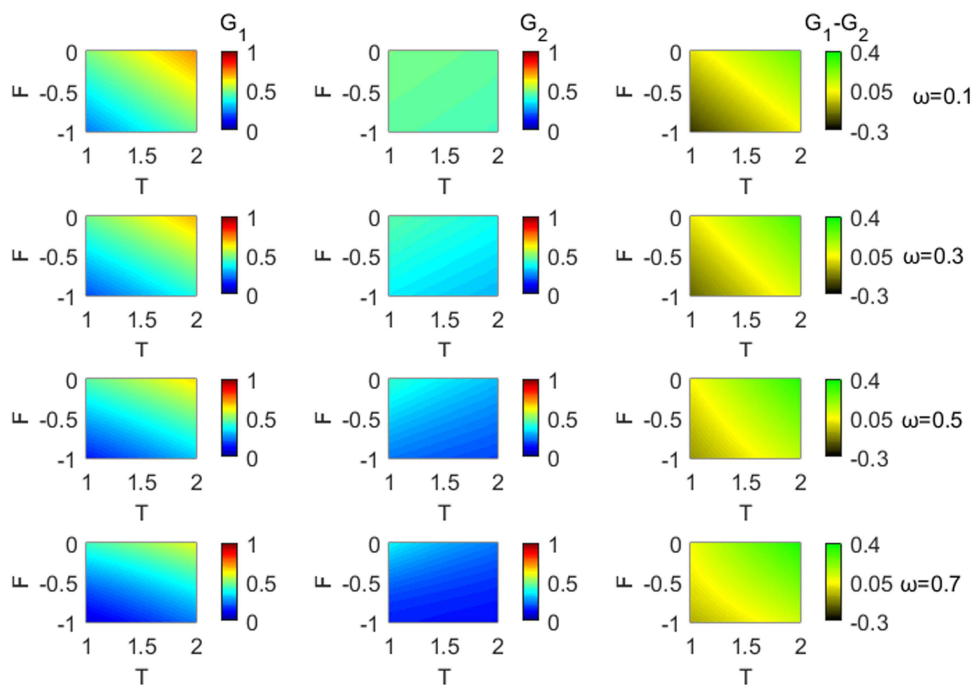 G1 G2 G1-G2
0 1 0 1 0 0.4
F -0.5 0.5 F -0.5 0.5 F -0.5 0.05 ω=0.1
-1 0 -1 0 -1 -0.3
1 1.5 2 1 1.5 2 1 1.5 2
T T T
0 1 0 1 0 0.4
F -0.5 0.5 F -0.5 0.5 F -0.5 0.05 ω=0.3
-1 0 -1 0 -1 -0.3
1 1.5 2 1 1.5 2 1 1.5 2
T T T
0 1 0 1 0 0.4
F -0.5 0.5 F -0.5 0.5 F -0.5 0.05 ω=0.5
-1 0 -1 0 -1 -0.3
1 1.5 2 1 1.5 2 1 1.5 2
T T T
0 1 0 1 0 0.4
F -0.5 0.5 F -0.5 0.5 F -0.5 0.05 ω=0.7
-1 0 -1 0 -1 -0.3
1 1.5 2 1 1.5 2 1 1.5 2
T T T